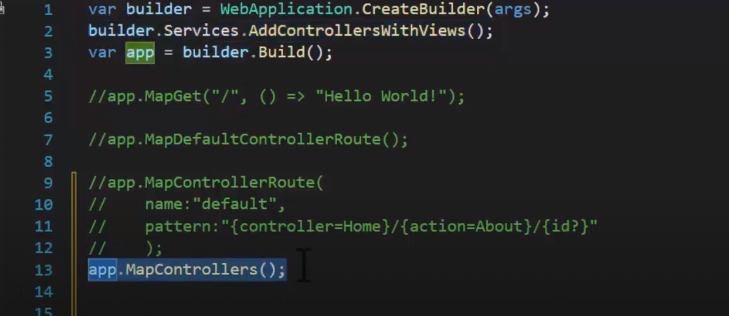 1 var builder = WebApplication.CreateBuilder(args);
2 builder.Services.AddControllersWithViews();
3 var app = builder.Build();
4
5 //app.MapGet("/", () => "Hello World!");
6
7 //app.MapDefaultControllerRoute();
8
9 //app.MapControllerRoute(
10 //    name:"default",
11 //    pattern:"{controller=Home}/{action=About}/{id?}"
12 //    );
13 app.MapControllers();
14
15